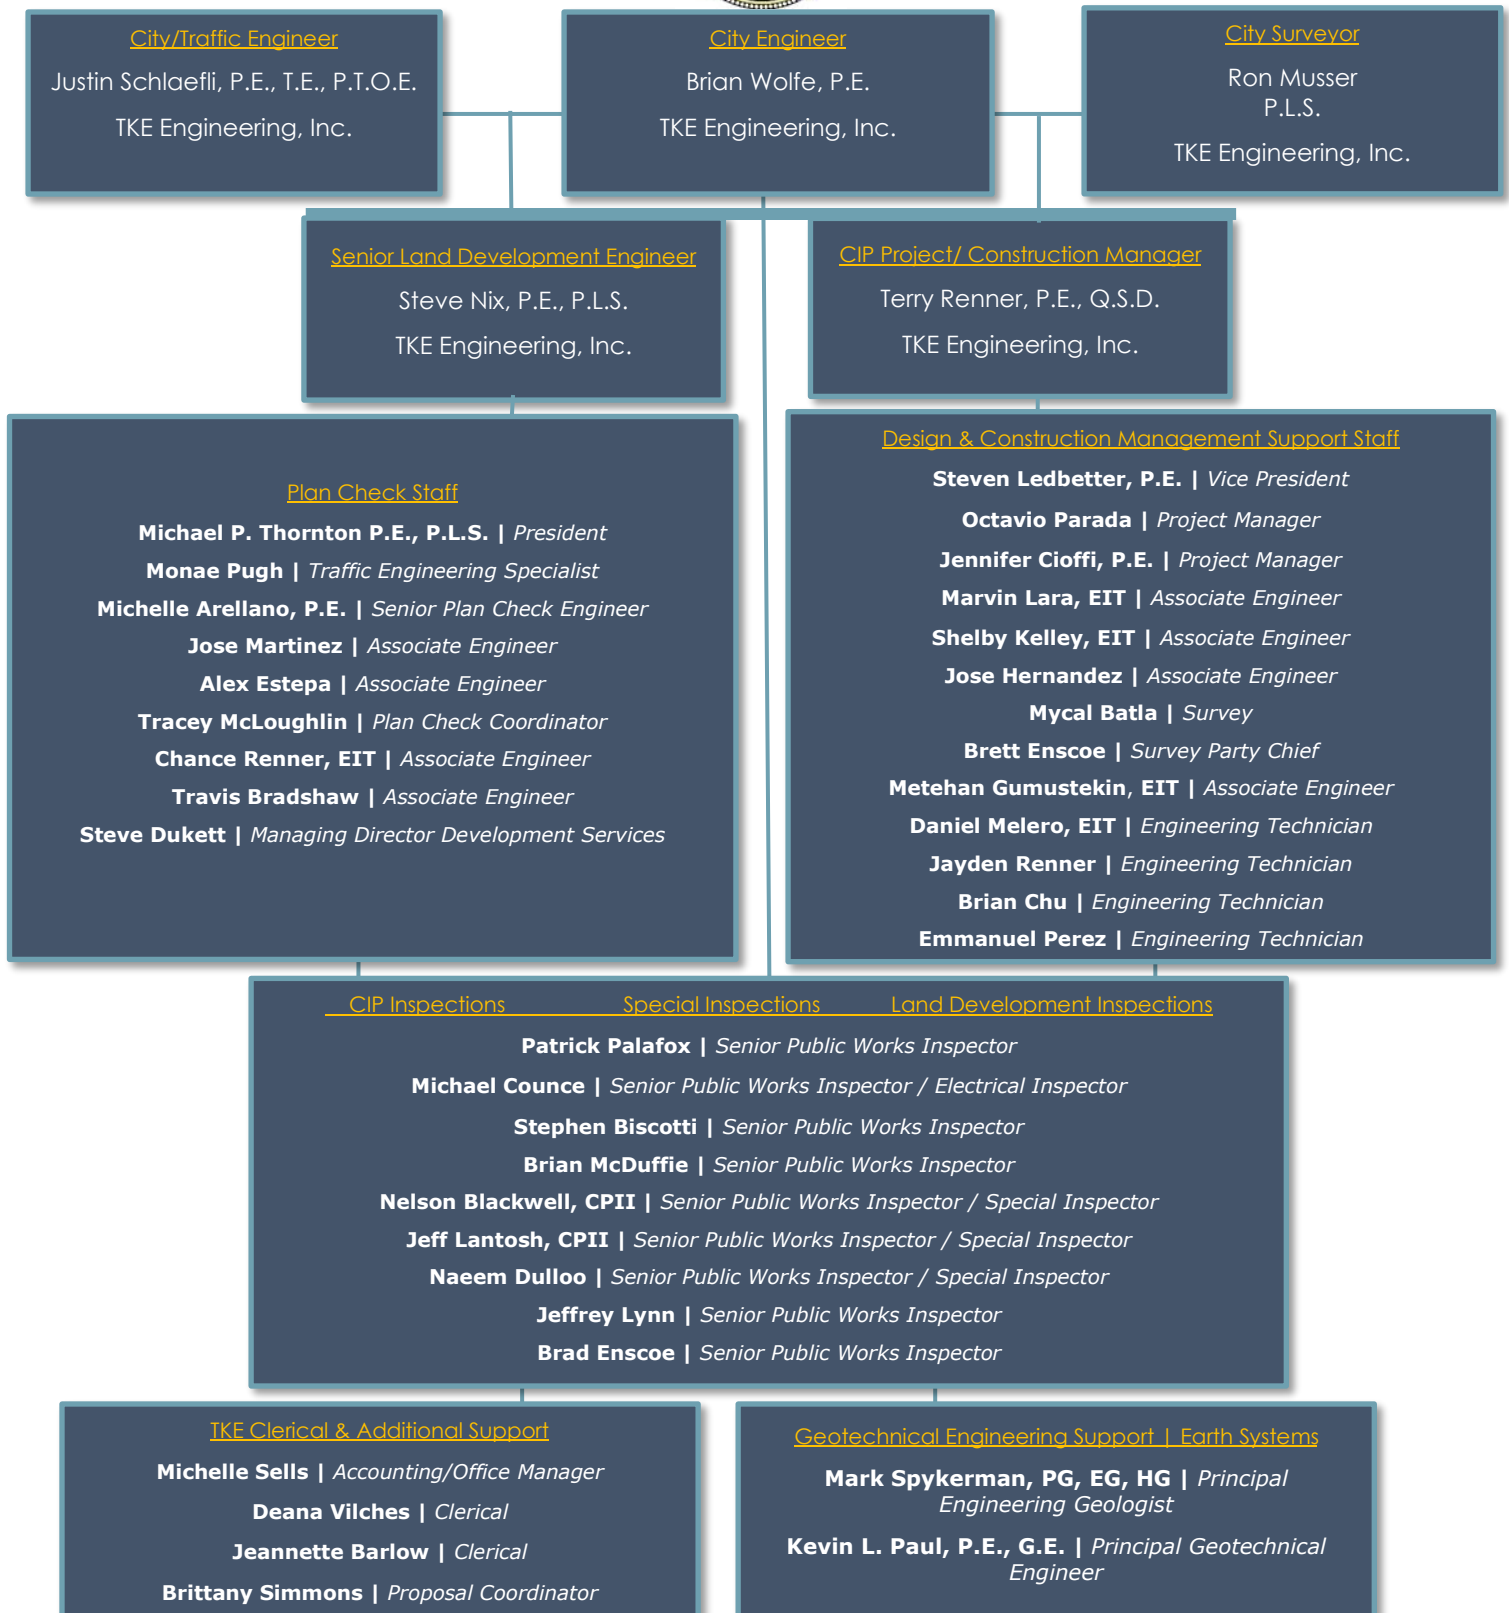 City/Traffic Engineer
Justin Schlaefli, P.E., T.E., P.T.O.E.
TKE Engineering, Inc.
City Engineer
Brian Wolfe, P.E.
TKE Engineering, Inc.
City Surveyor
Ron Musser
P.L.S.
TKE Engineering, Inc.
Senior Land Development Engineer
Steve Nix, P.E., P.L.S.
TKE Engineering, Inc.
CIP Project/ Construction Manager
Terry Renner, P.E., Q.S.D.
TKE Engineering, Inc.
Plan Check Staff
Michael P. Thornton P.E., P.L.S. | President
Monae Pugh | Traffic Engineering Specialist
Michelle Arellano, P.E. | Senior Plan Check Engineer
Jose Martinez | Associate Engineer
Alex Estepa | Associate Engineer
Tracey McLoughlin | Plan Check Coordinator
Chance Renner, EIT | Associate Engineer
Travis Bradshaw | Associate Engineer
Steve Dukett | Managing Director Development Services
Design & Construction Management Support Staff
Steven Ledbetter, P.E. | Vice President
Octavio Parada | Project Manager
Jennifer Cioffi, P.E. | Project Manager
Marvin Lara, EIT | Associate Engineer
Shelby Kelley, EIT | Associate Engineer
Jose Hernandez | Associate Engineer
Mycal Batla | Survey
Brett Enscoe | Survey Party Chief
Metehan Gumustekin, EIT | Associate Engineer
Daniel Melero, EIT | Engineering Technician
Jayden Renner | Engineering Technician
Brian Chu | Engineering Technician
Emmanuel Perez | Engineering Technician
CIP Inspections Special Inspections Land Development Inspections
Patrick Palafox | Senior Public Works Inspector
Michael Counce | Senior Public Works Inspector / Electrical Inspector
Stephen Biscotti | Senior Public Works Inspector
Brian McDuffie | Senior Public Works Inspector
Nelson Blackwell, CPII | Senior Public Works Inspector / Special Inspector
Jeff Lantosh, CPII | Senior Public Works Inspector / Special Inspector
Naeem Dulloo | Senior Public Works Inspector / Special Inspector
Jeffrey Lynn | Senior Public Works Inspector
Brad Enscoe | Senior Public Works Inspector
TKE Clerical & Additional Support
Michelle Sells | Accounting/Office Manager
Deana Vilches | Clerical
Jeannette Barlow | Clerical
Brittany Simmons | Proposal Coordinator
Geotechnical Engineering Support | Earth Systems
Mark Spykerman, PG, EG, HG | Principal
Engineering Geologist
Kevin L. Paul, P.E., G.E. | Principal Geotechnical
Engineer